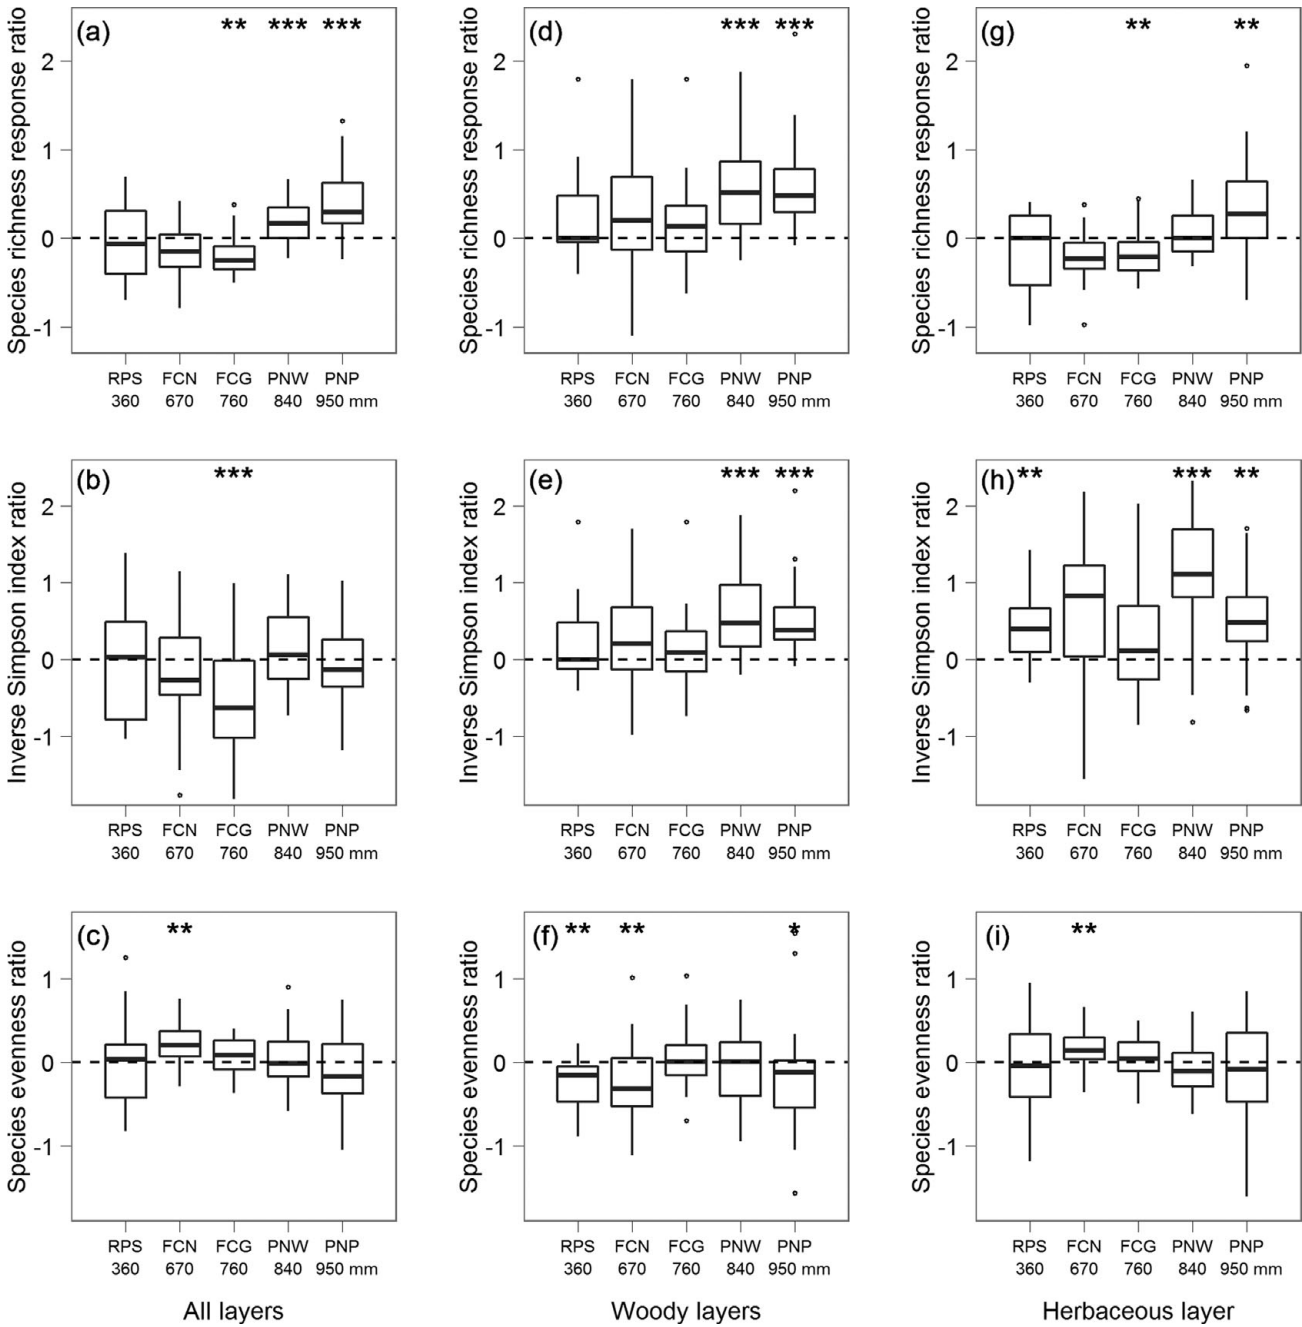 (a) ** *** ***
Species richness response ratio
2
1
0
-1
RPS FCN FCG PNW PNP
360 670 760 840 950 mm
(d) *** ***
Species richness response ratio
2
1
0
-1
RPS FCN FCG PNW PNP
360 670 760 840 950 mm
(g) ** **
Species richness response ratio
2
1
0
-1
RPS FCN FCG PNW PNP
360 670 760 840 950 mm
(b) ***
Inverse Simpson index ratio
2
1
0
-1
RPS FCN FCG PNW PNP
360 670 760 840 950 mm
(e) *** ***
Inverse Simpson index ratio
2
1
0
-1
RPS FCN FCG PNW PNP
360 670 760 840 950 mm
(h) ** *** **
Inverse Simpson index ratio
2
1
0
-1
RPS FCN FCG PNW PNP
360 670 760 840 950 mm
(c) **
Species evenness ratio
1
0
-1
RPS FCN FCG PNW PNP
360 670 760 840 950 mm
All layers
(f) ** ** *
Species evenness ratio
1
0
-1
RPS FCN FCG PNW PNP
360 670 760 840 950 mm
Woody layers
(i) **
Species evenness ratio
1
0
-1
RPS FCN FCG PNW PNP
360 670 760 840 950 mm
Herbaceous layer